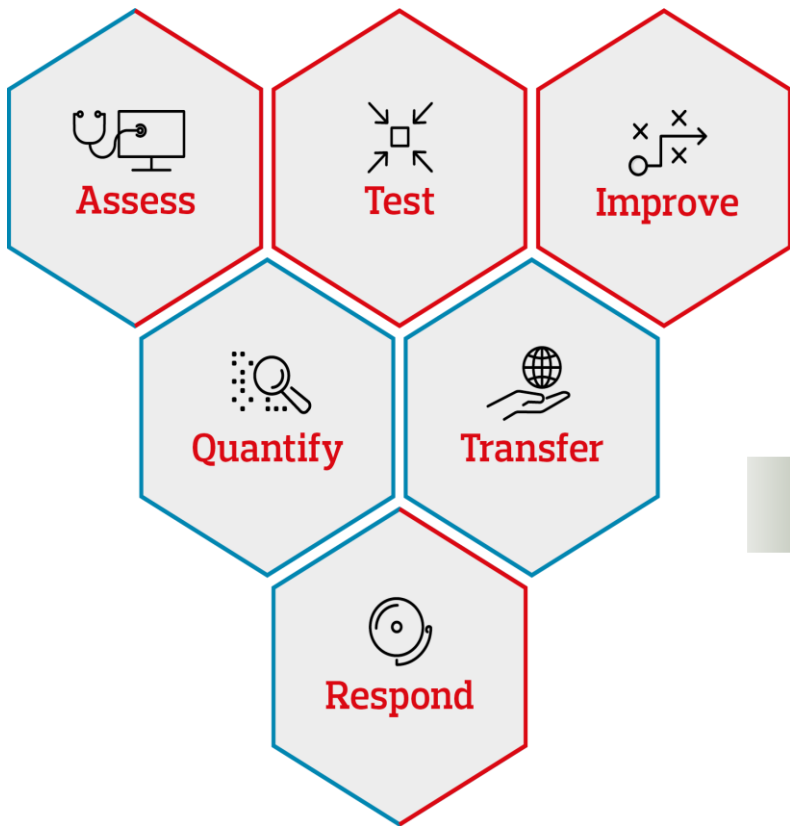 Assess
Test
Improve
Quantify
Transfer
Respond